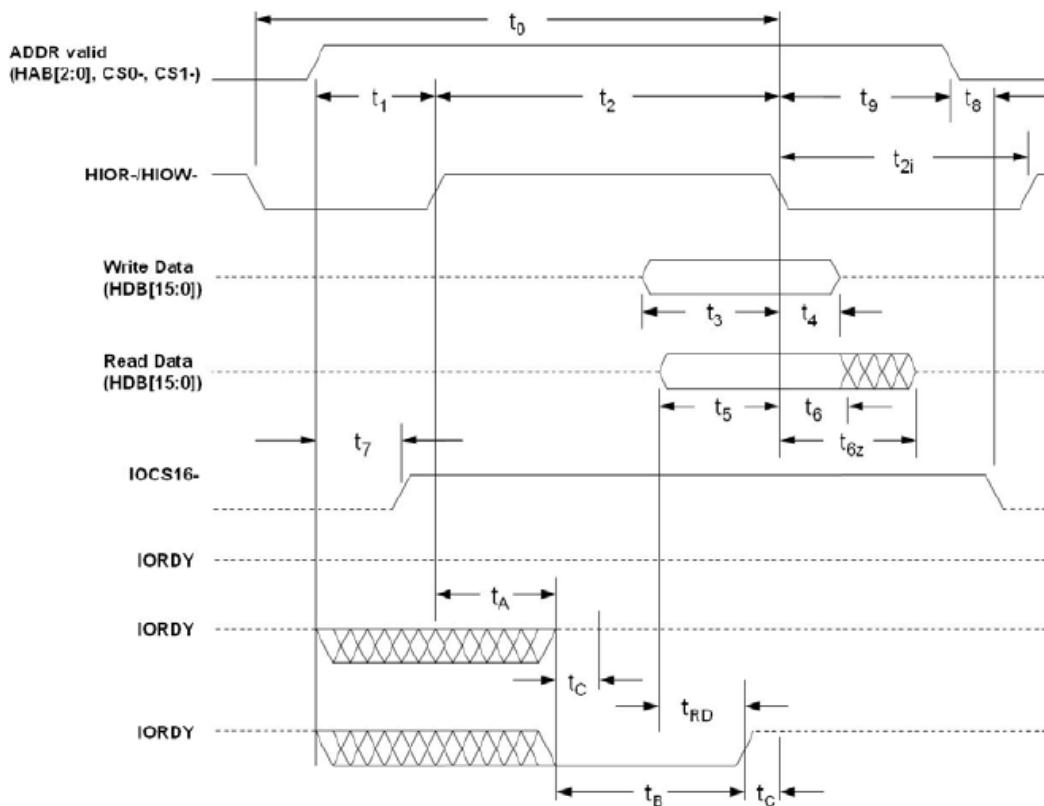 t0
ADDR valid
(HAB[2:0], CS0-, CS1-)
t1
t2
t9
t8
t2i
HIOR-/HIOW-
Write Data
(HDB[15:0])
t3
t4
Read Data
(HDB[15:0])
t5
t6
t7
t6z
IOCS16-
IORDY
tA
IORDY
tC
tRD
IORDY
tB
tC